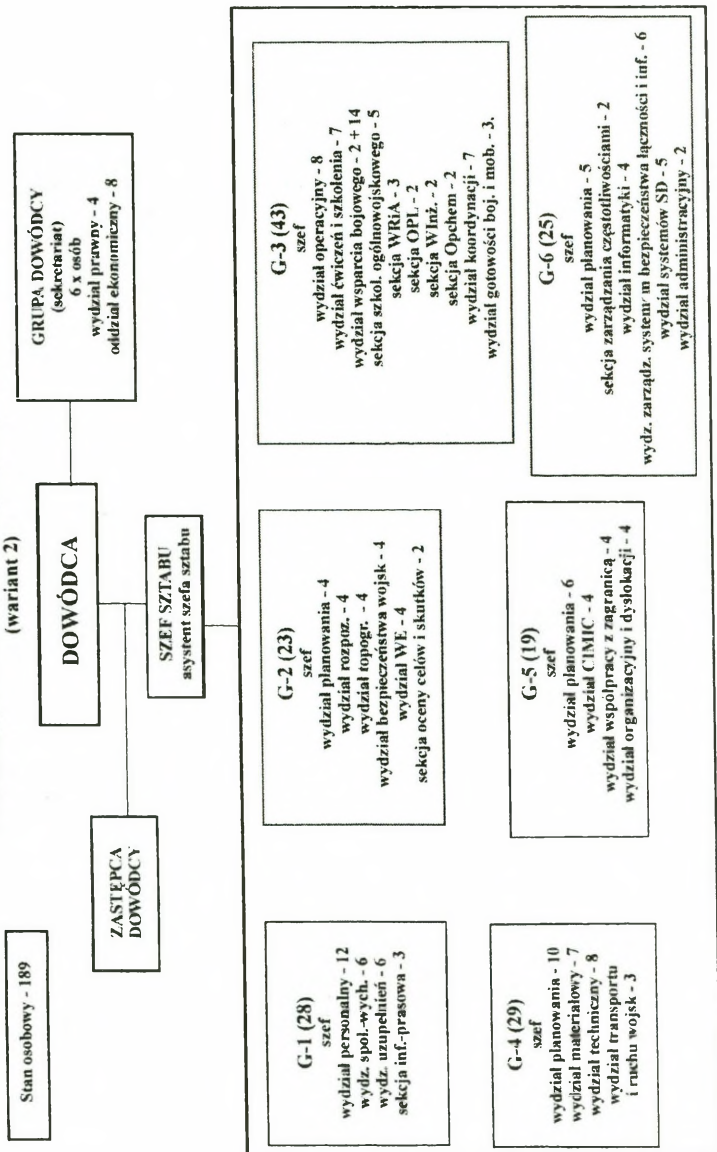 (wariant 2)
Stan osobowy - 189
DOWÓDCA
GRUPA DOWÓDCY
(sekretariat)
6 x osób
wydział prawny - 4
oddział ekonomiczny - 8
ZASTĘPCA
DOWÓDCY
SZEF SZTABU
asystent szefa sztabu
G-1 (28)
szef
wydział personalny - 12
wydz. społ.-wych. - 6
wydz. uzupełnień - 6
sekcja inf.-prasowa - 3
G-2 (23)
szef
wydział planowania - 4
wydział rozpoz. - 4
wydział topogr. - 4
wydział bezpieczeństwa wojsk - 4
wydział WE - 4
sekcja oceny celów i skutków - 2
G-3 (43)
szef
wydział operacyjny - 8
wydział ćwiczeń i szkolenia - 7
wydział wsparcia bojowego - 2 + 14
sekcja szkol. ogólnowojskowego - 5
sekcja WRiA - 3
sekcja OPL - 2
sekcja WInż. - 2
sekcja Opchem - 2
wydział koordynacji - 7
wydział gotowości boj. i mob. - 3.
G-4 (29)
szef
wydział planowania - 10
wydział materiałowy - 7
wydział techniczny - 8
wydział transportu
i ruchu wojsk - 3
G-5 (19)
szef
wydział planowania - 6
wydział CIMIC - 4
wydział współpracy z zagranicą - 4
wydział organizacyjny i dyslokacji - 4
G-6 (25)
szef
wydział planowania - 5
sekcja zarządzania częstotliwościami - 2
wydział informatyki - 4
wydz. zarządz. system m bezpieczeństwa łączności i inf. - 6
wydział systemów SD - 5
wydział administracyjny - 2